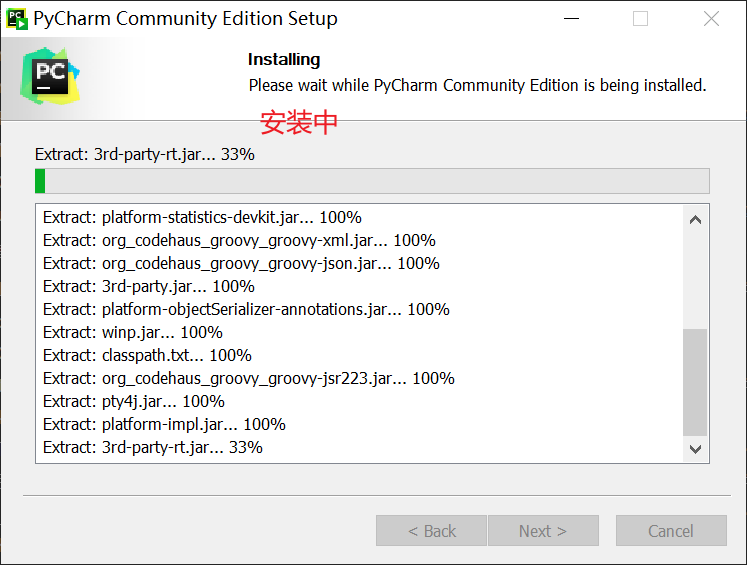 PyCharm Community Edition Setup
PC
Installing
Please wait while PyCharm Community Edition is being installed.
安装中
Extract: 3rd-party-rt.jar... 33%
Extract: platform-statistics-devkit.jar... 100%
Extract: org_codehaus_groovy_groovy-xml.jar... 100%
Extract: org_codehaus_groovy_groovy-json.jar... 100%
Extract: 3rd-party.jar... 100%
Extract: platform-objectSerializer-annotations.jar... 100%
Extract: winp.jar... 100%
Extract: classpath.txt... 100%
Extract: org_codehaus_groovy_groovy-jsr223.jar... 100%
Extract: pty4j.jar... 100%
Extract: platform-impl.jar... 100%
Extract: 3rd-party-rt.jar... 33%
< Back Next > Cancel